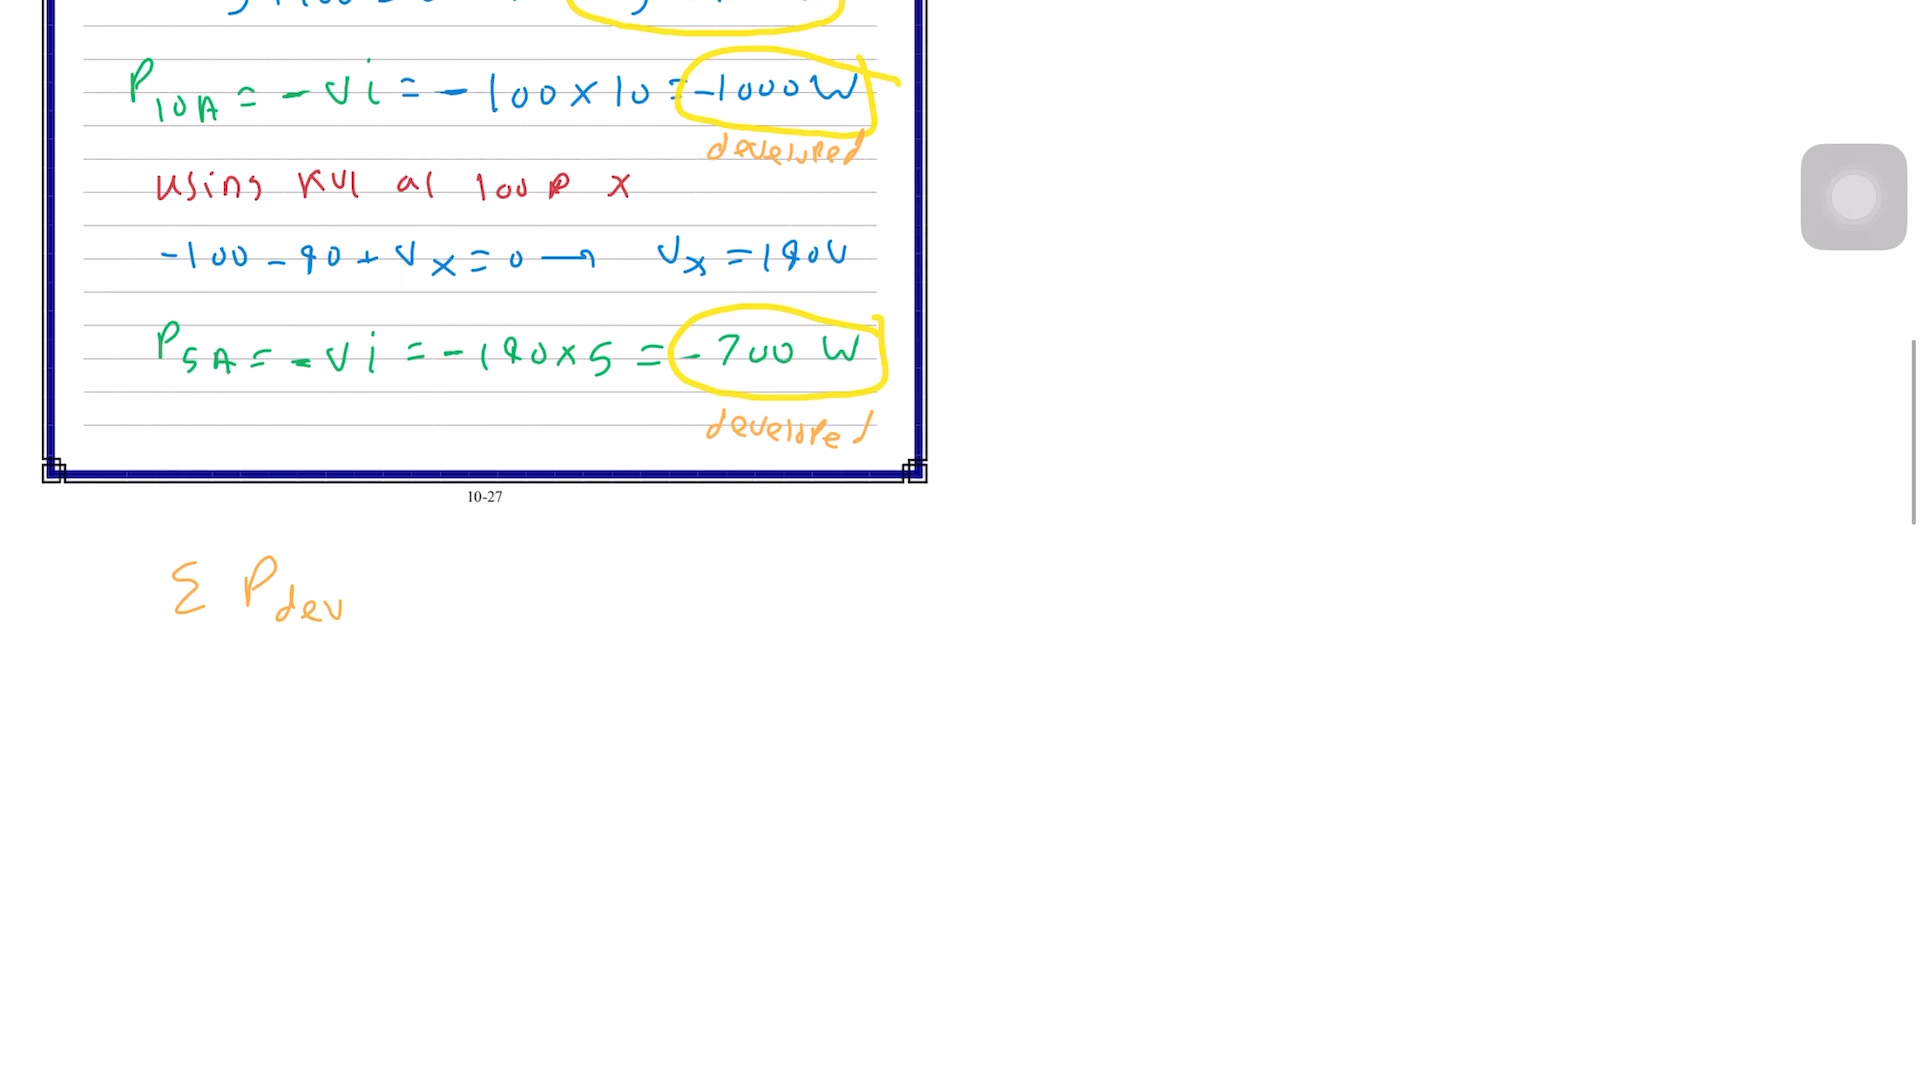 P10A = -vi = -100x10 = -1000W
developed
using KVL at loop x
-100-40+Vx=0 → Vx=140V
P5A = -vi = -140x5 = -700 W
developed
10-27
Σ Pdev